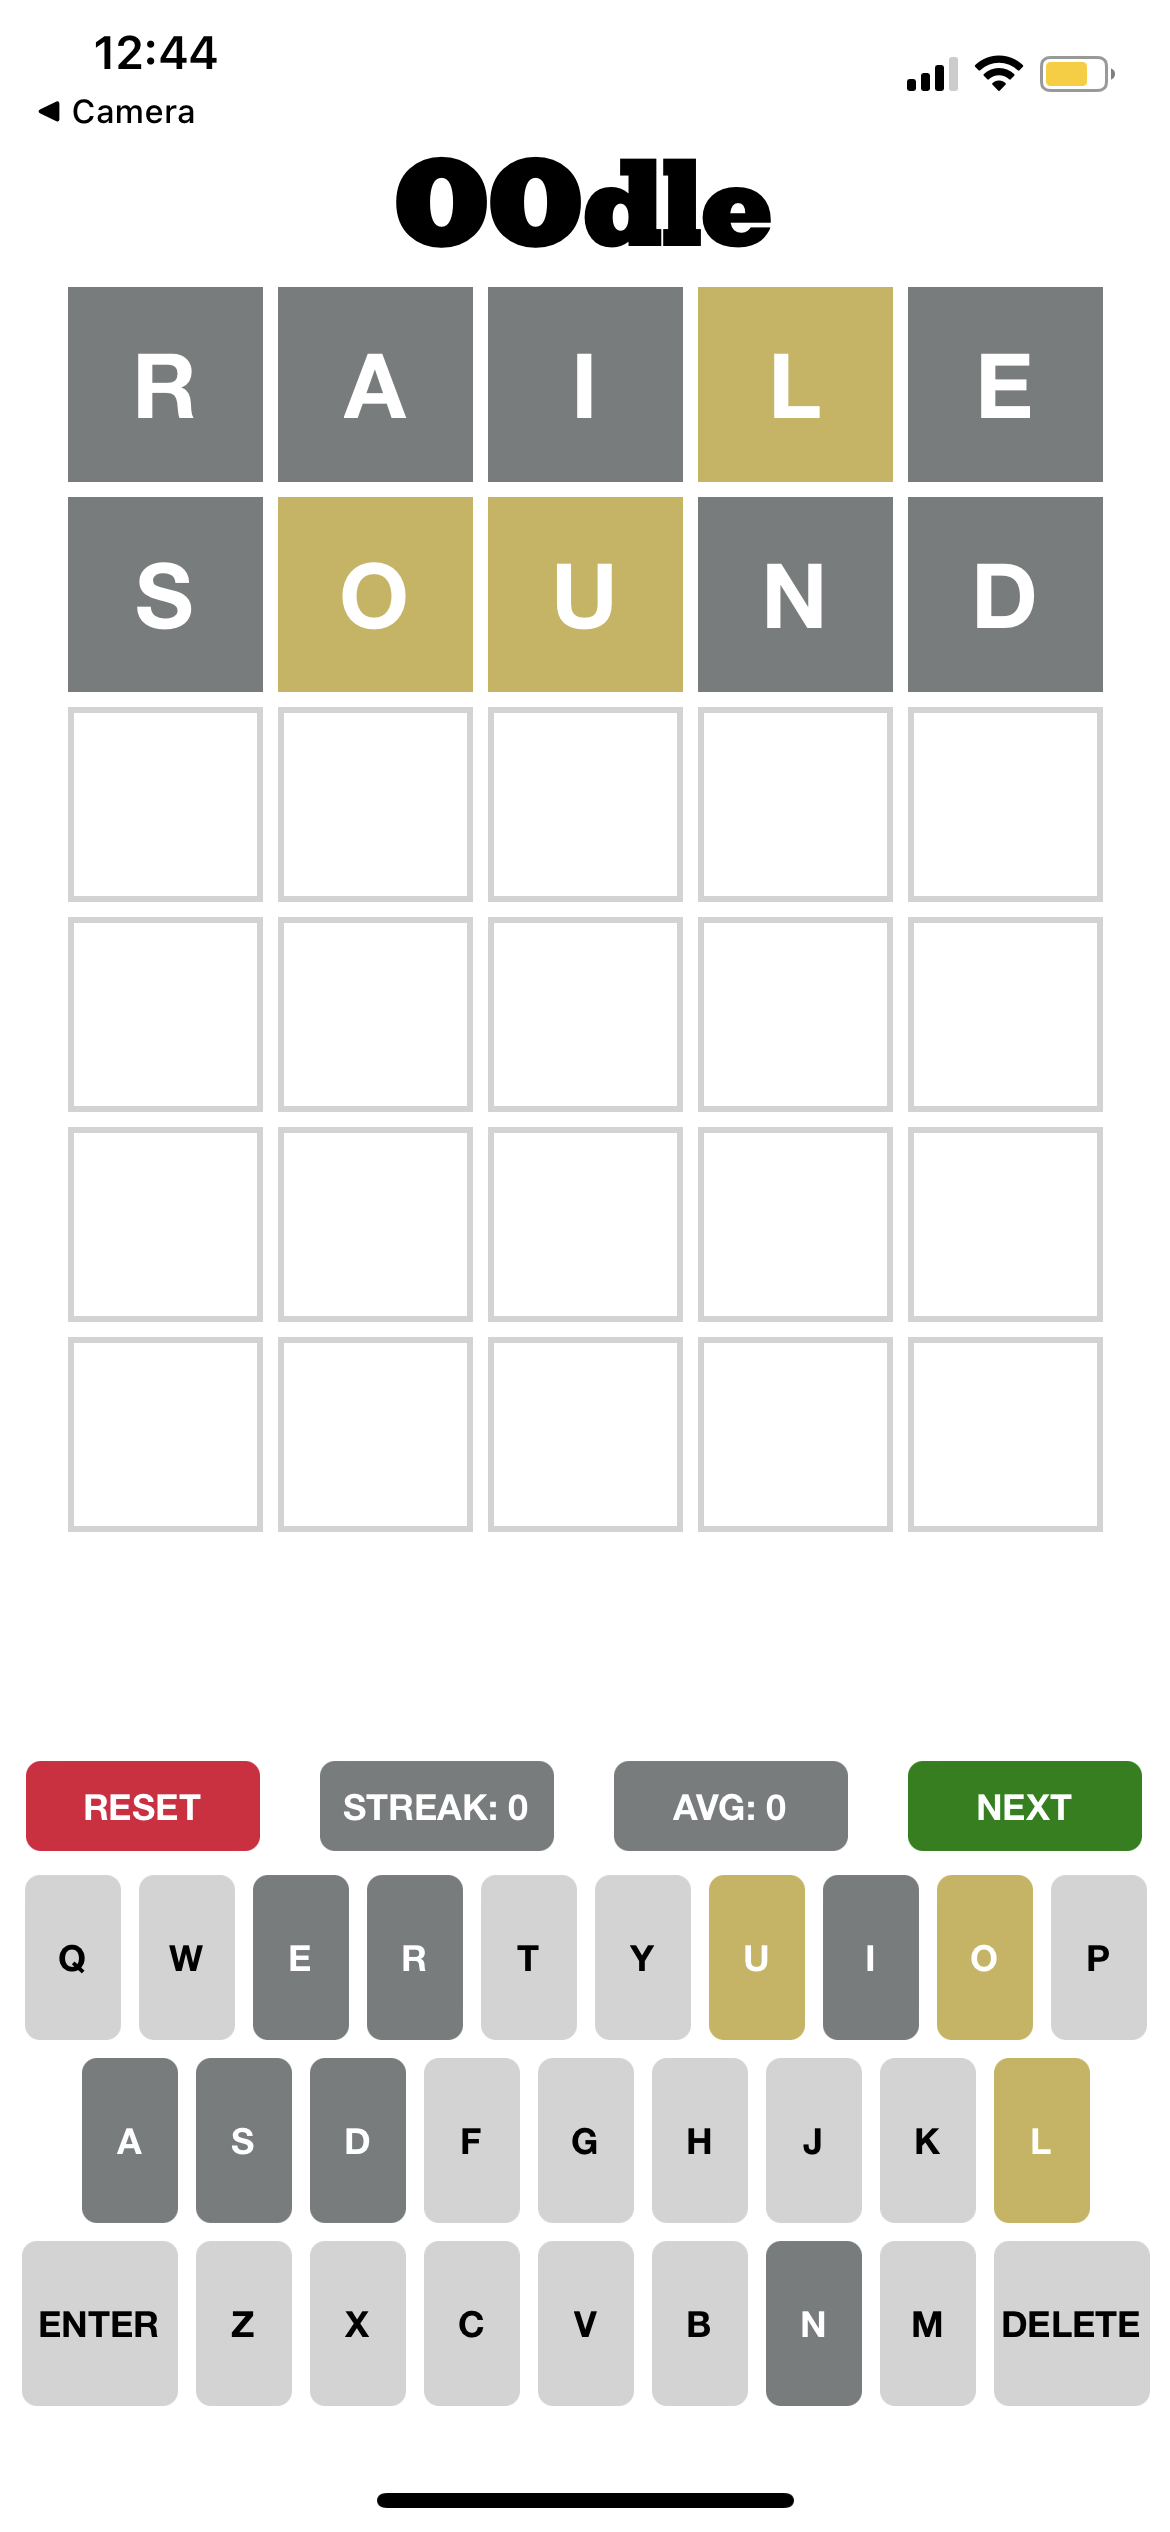 12:44
◀ Camera
OOdle
R A I L E
S O U N D
RESET STREAK: 0 AVG: 0 NEXT
Q W E R T Y U I O P
A S D F G H J K L
ENTER Z X C V B N M DELETE